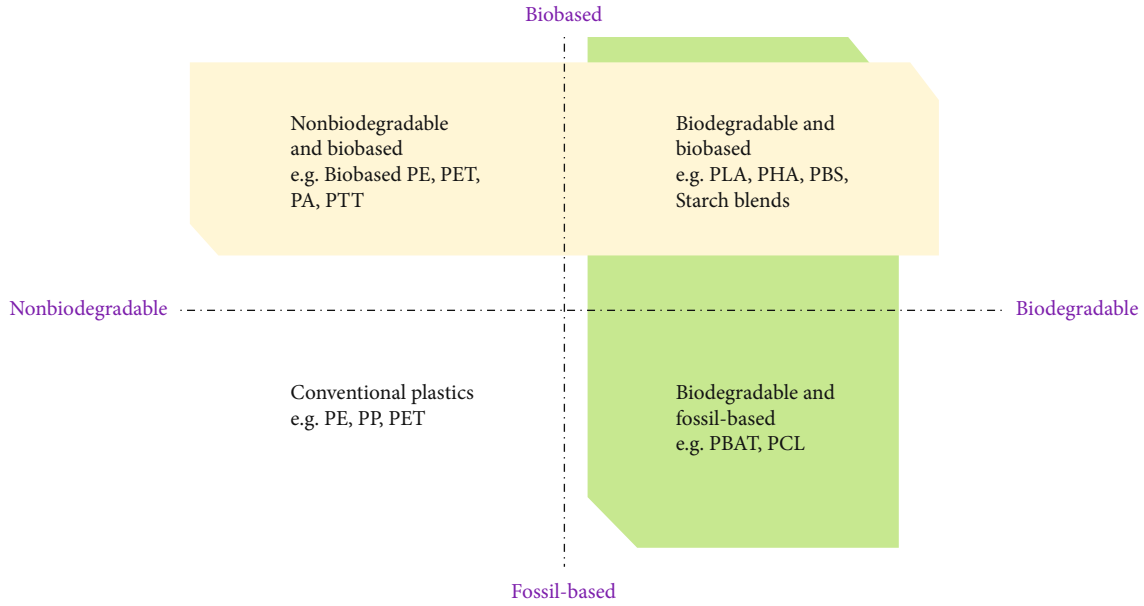 Biobased
Nonbiodegradable
and biobased
e.g. Biobased PE, PET,
PA, PTT
Biodegradable and
biobased
e.g. PLA, PHA, PBS,
Starch blends
Nonbiodegradable
Biodegradable
Conventional plastics
e.g. PE, PP, PET
Biodegradable and
fossil-based
e.g. PBAT, PCL
Fossil-based